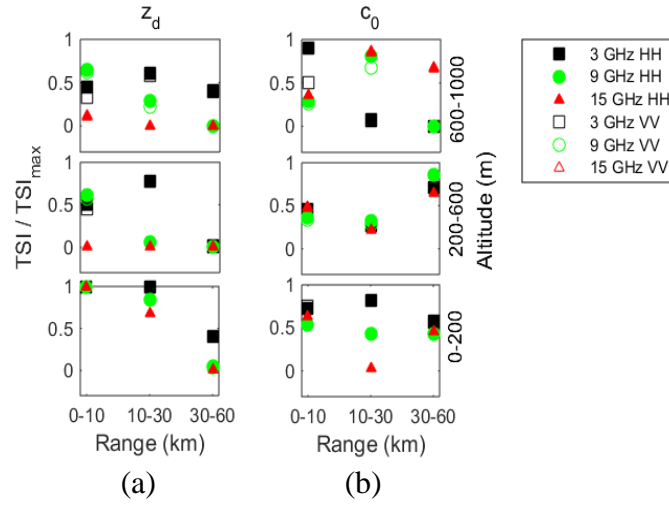 z_d
c_0
TSI / TSI_max
1
0.5
0
1
0.5
0
1
0.5
0
0-10 10-30 30-60
Range (km)
(a)
1
0.5
0
1
0.5
0
1
0.5
0
0-10 10-30 30-60
Range (km)
(b)
600-1000
200-600
0-200
Altitude (m)
3 GHz HH
9 GHz HH
15 GHz HH
3 GHz VV
9 GHz VV
15 GHz VV